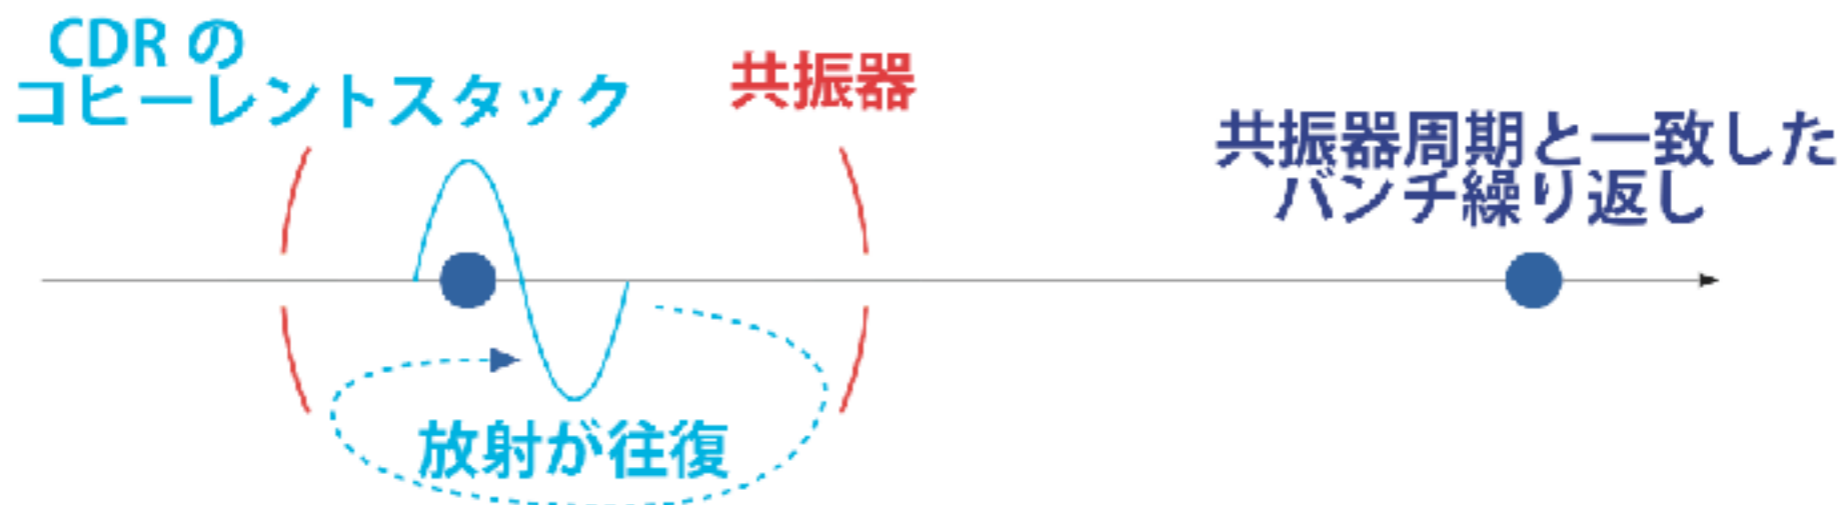 CDR の
コヒーレントスタック
共振器
共振器周期と一致した
バンチ繰り返し
放射が往復